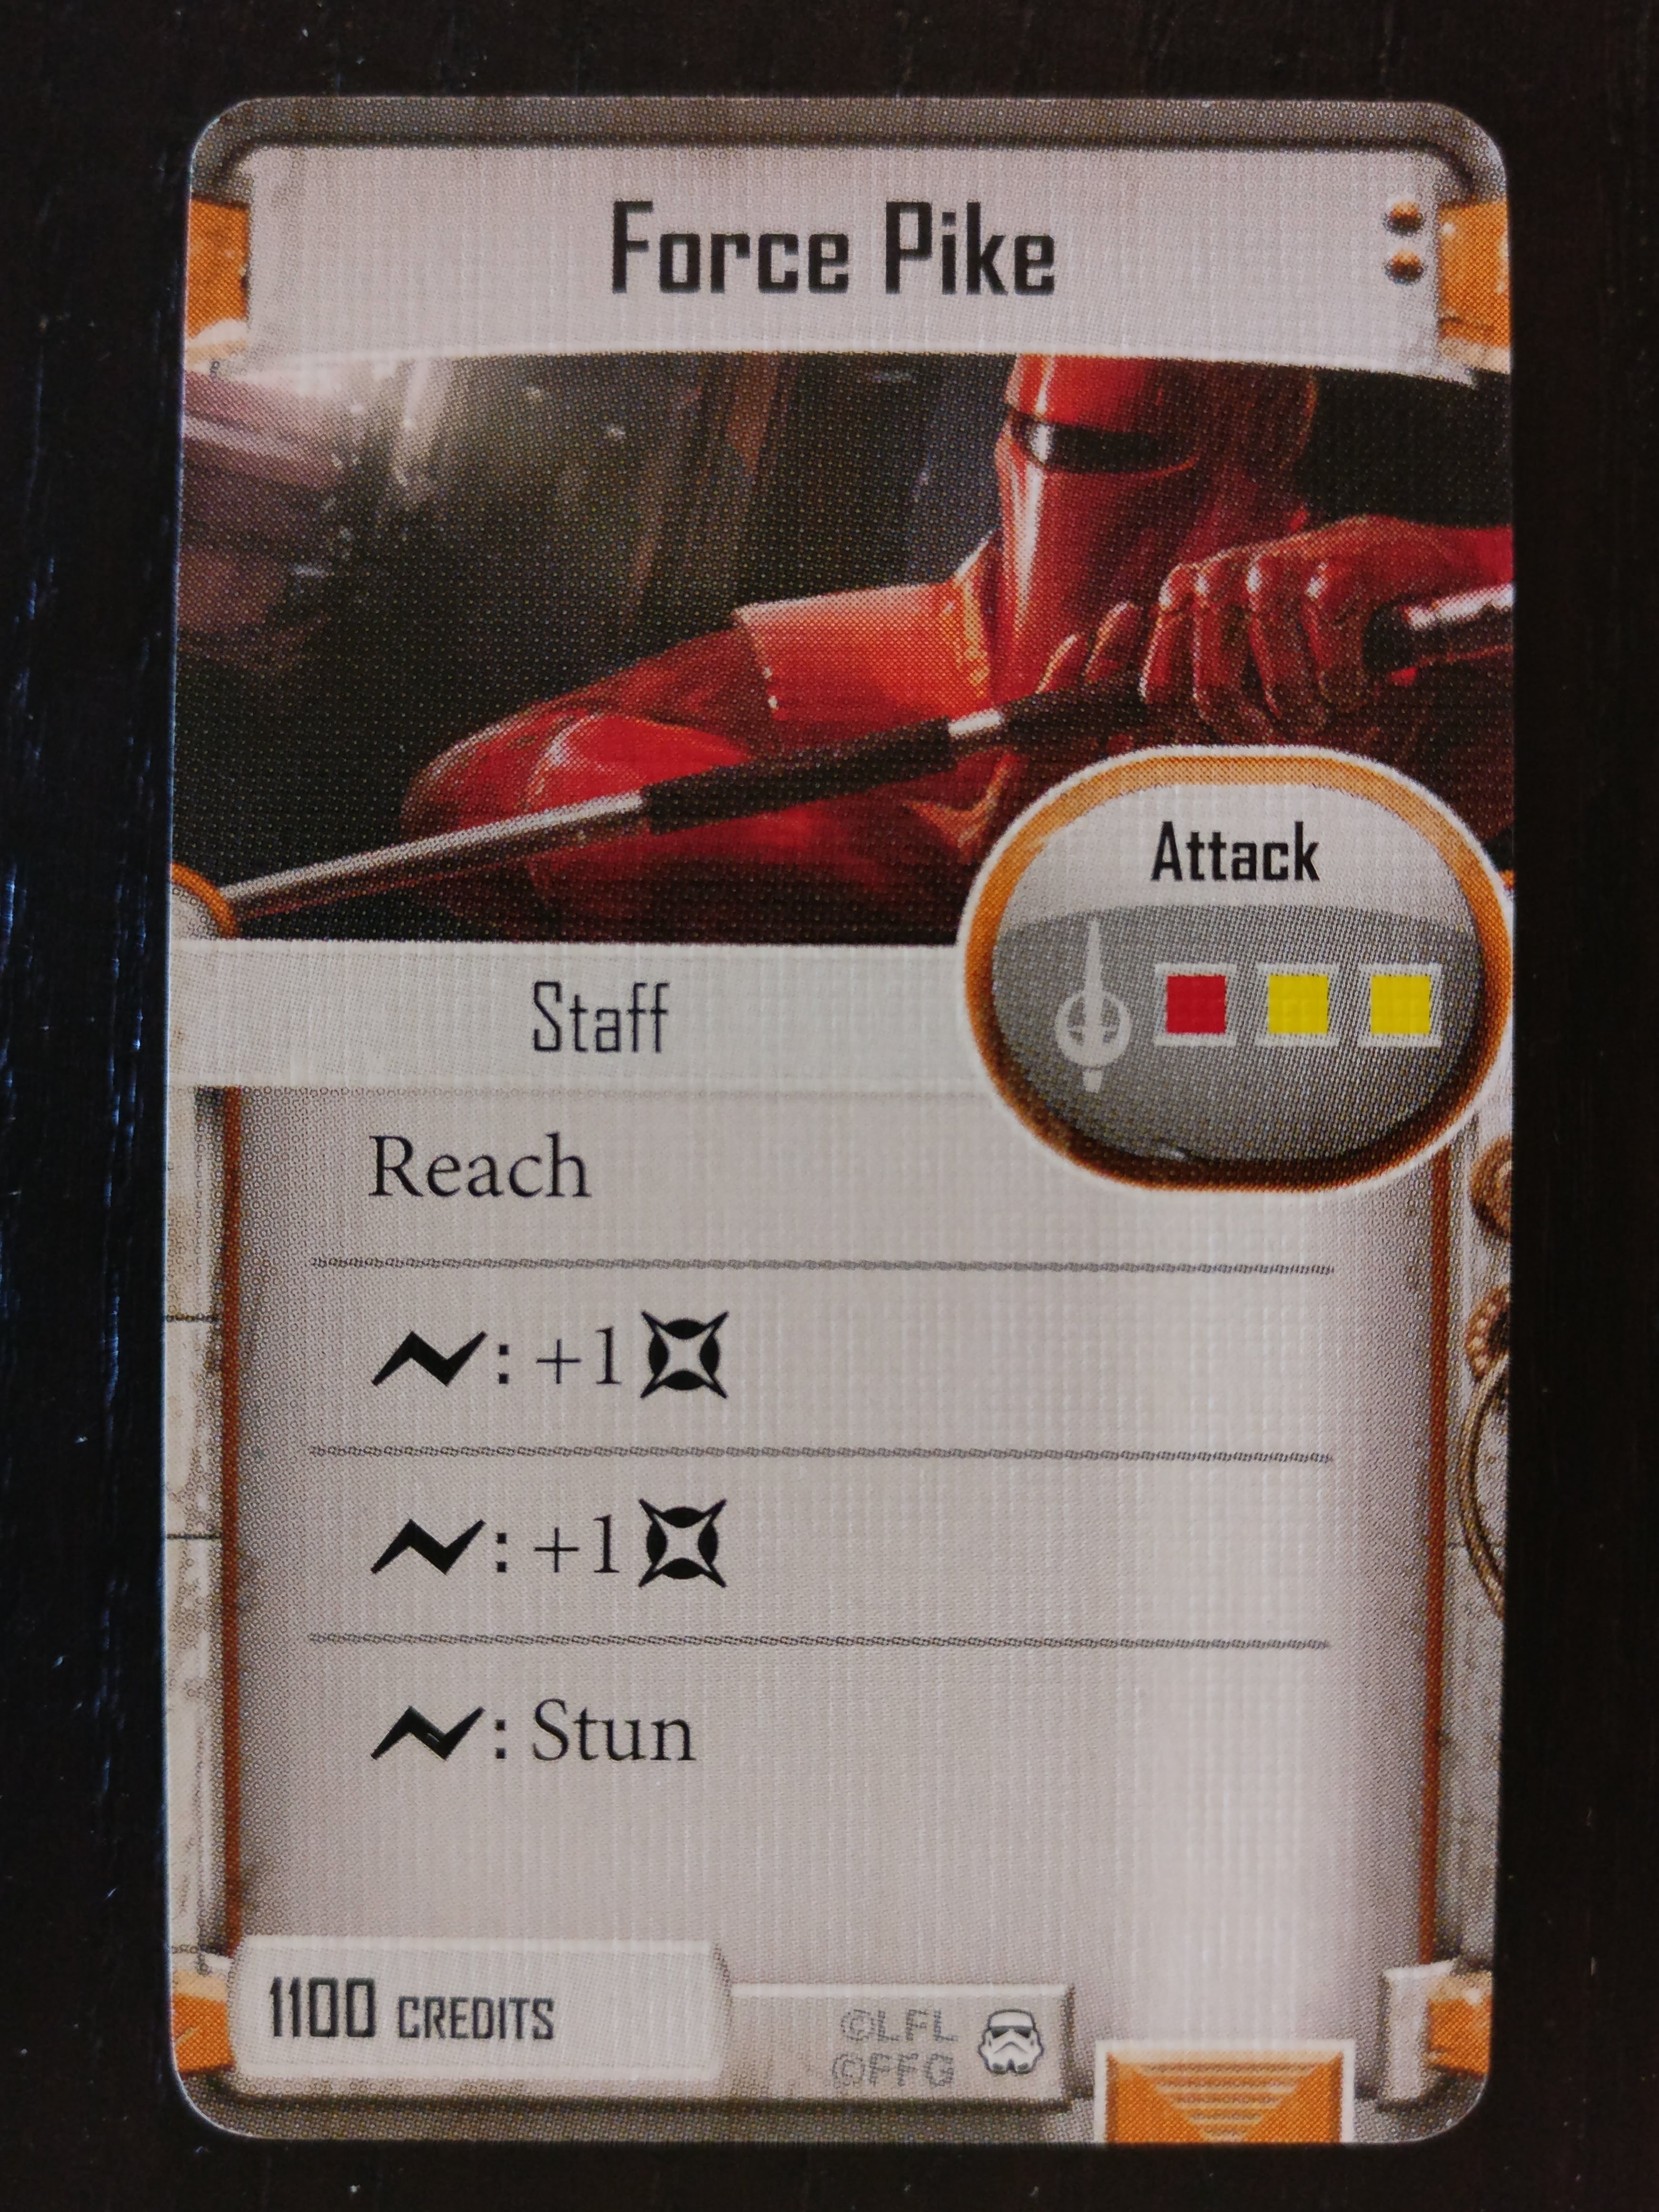 Force Pike
Attack
Staff
Reach
: +1
: +1
: Stun
1100 CREDITS
©LFL
©FFG